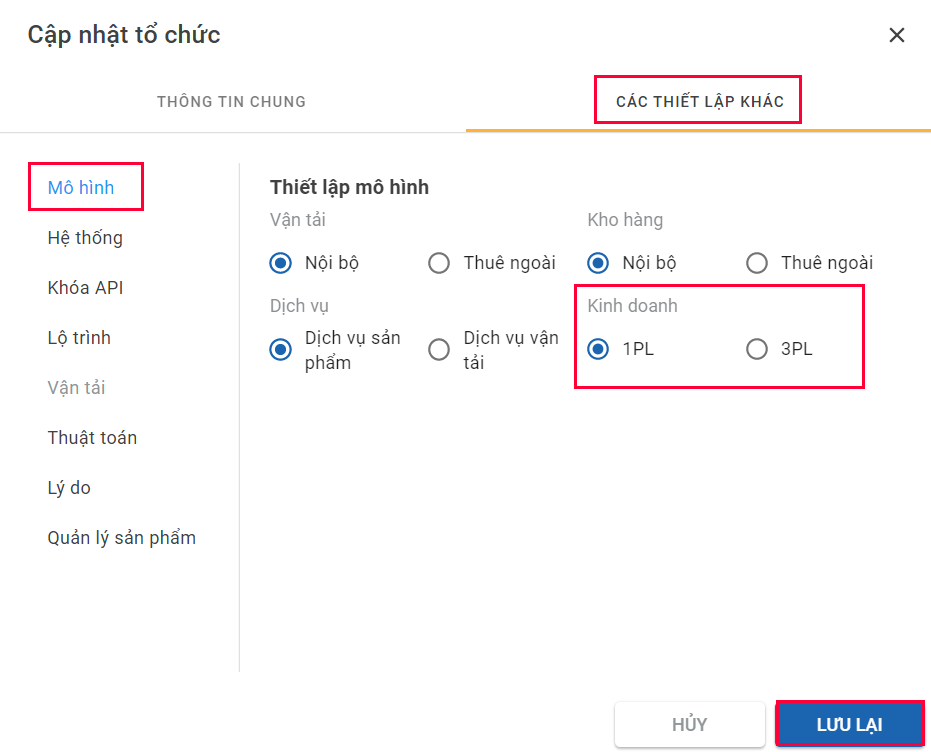 Cập nhật tổ chức
THÔNG TIN CHUNG
CÁC THIẾT LẬP KHÁC
Mô hình
Hệ thống
Khóa API
Lộ trình
Vận tải
Thuật toán
Lý do
Quản lý sản phẩm
Thiết lập mô hình
Vận tải
Nội bộ
Thuê ngoài
Kho hàng
Nội bộ
Thuê ngoài
Dịch vụ
Dịch vụ sản
phẩm
Dịch vụ vận
tải
Kinh doanh
1PL
3PL
HỦY
LƯU LẠI